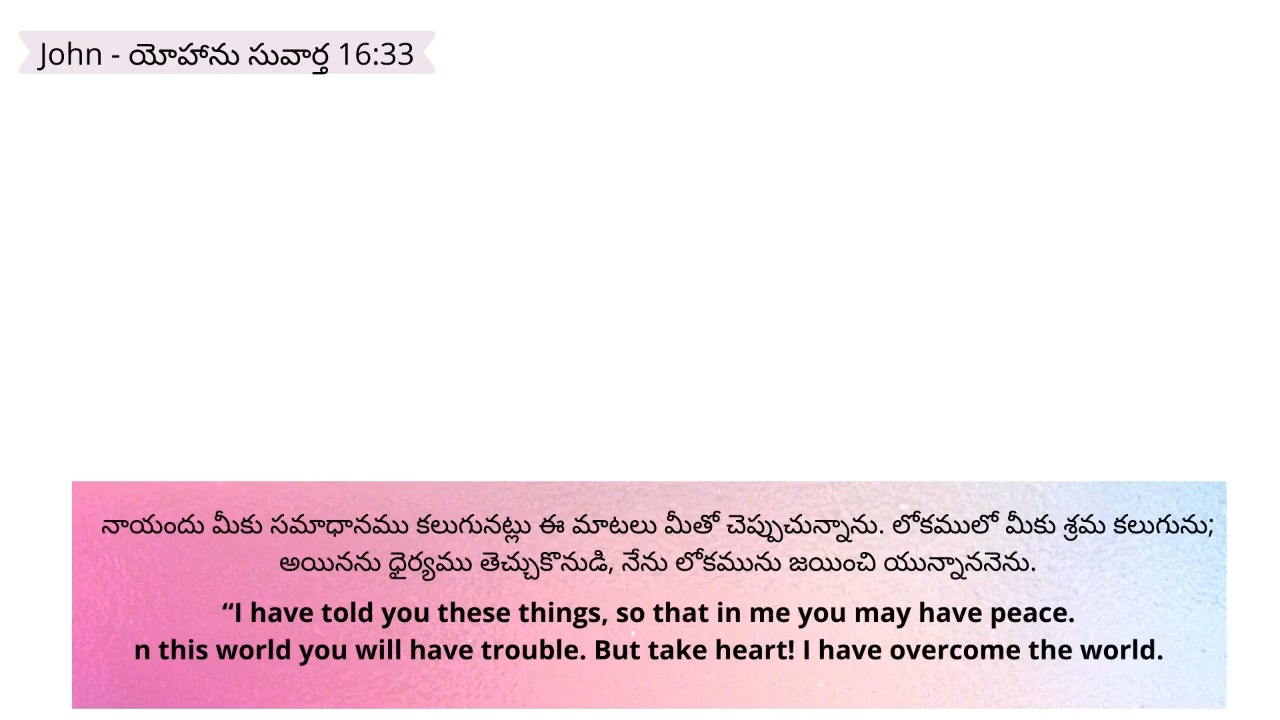 John - యోహాను సువార్త 16:33
నాయందు మీకు సమాధానము కలుగునట్లు ఈ మాటలు మీతో చెప్పుచున్నాను. లోకములో మీకు శ్రమ కలుగును;
అయినను ధైర్యము తెచ్చుకొనుడి, నేను లోకమును జయించి యున్నాననెను.
“I have told you these things, so that in me you may have peace.
n this world you will have trouble. But take heart! I have overcome the world.